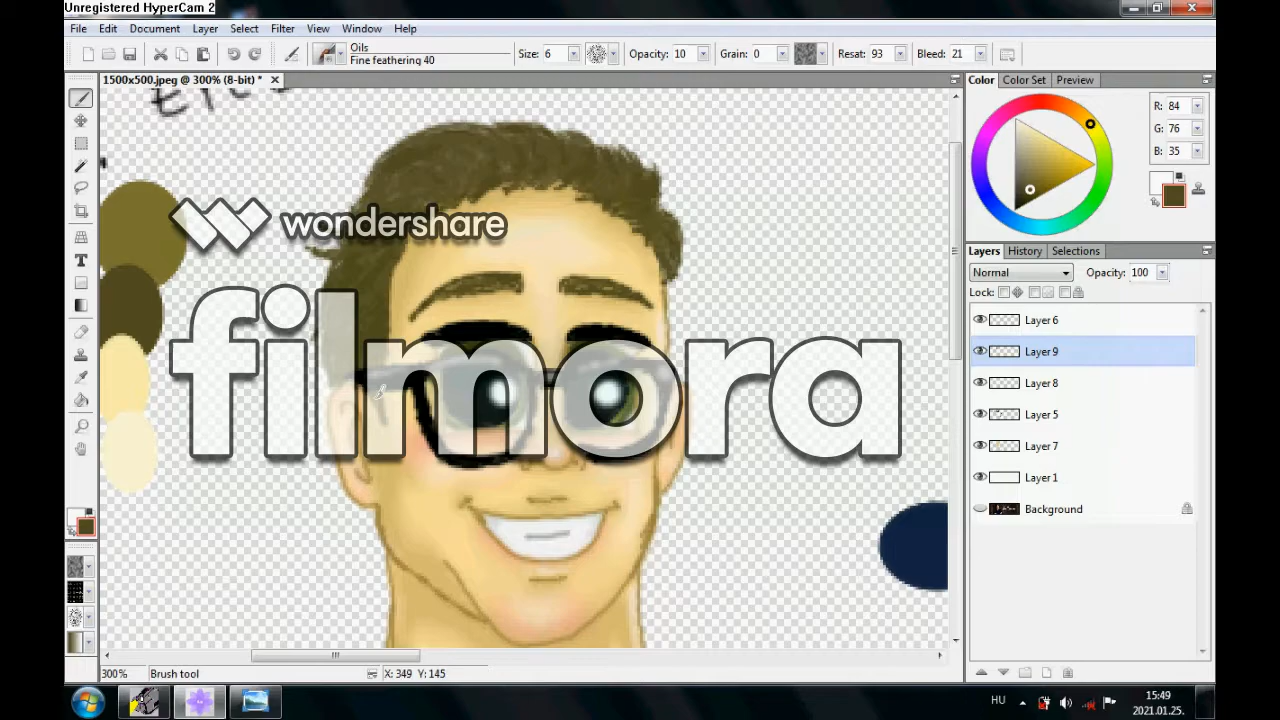 Unregistered HyperCam 2
File Edit Document Layer Select Filter View Window Help
Oils
Fine feathering 40
Size: 6 Opacity: 10 Grain: 0 Resat: 93 Bleed: 21
1500x500.jpeg @ 300% (8-bit) *
Color Color Set Preview
R: 84
G: 76
B: 35
wondershare
filmora
Layers History Selections
Normal Opacity: 100
Lock:
Layer 6
Layer 9
Layer 8
Layer 5
Layer 7
Layer 1
Background
300% Brush tool X: 349 Y: 145
HU
15:49
2021.01.25.